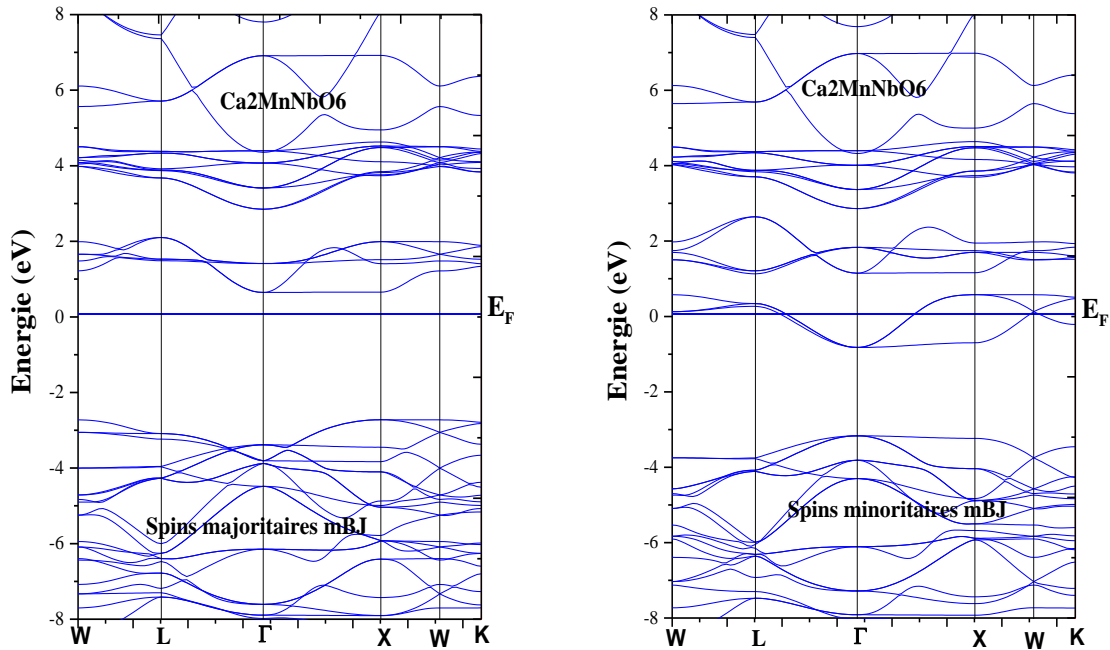 8
6
4
2
0
-2
-4
-6
-8
Energie (eV)
Ca2MnNbO6
E_F
Spins majoritaires mBJ
W L Γ X W K
8
6
4
2
0
-2
-4
-6
-8
Energie (eV)
Ca2MnNbO6
E_F
Spins minoritaires mBJ
W L Γ X W K